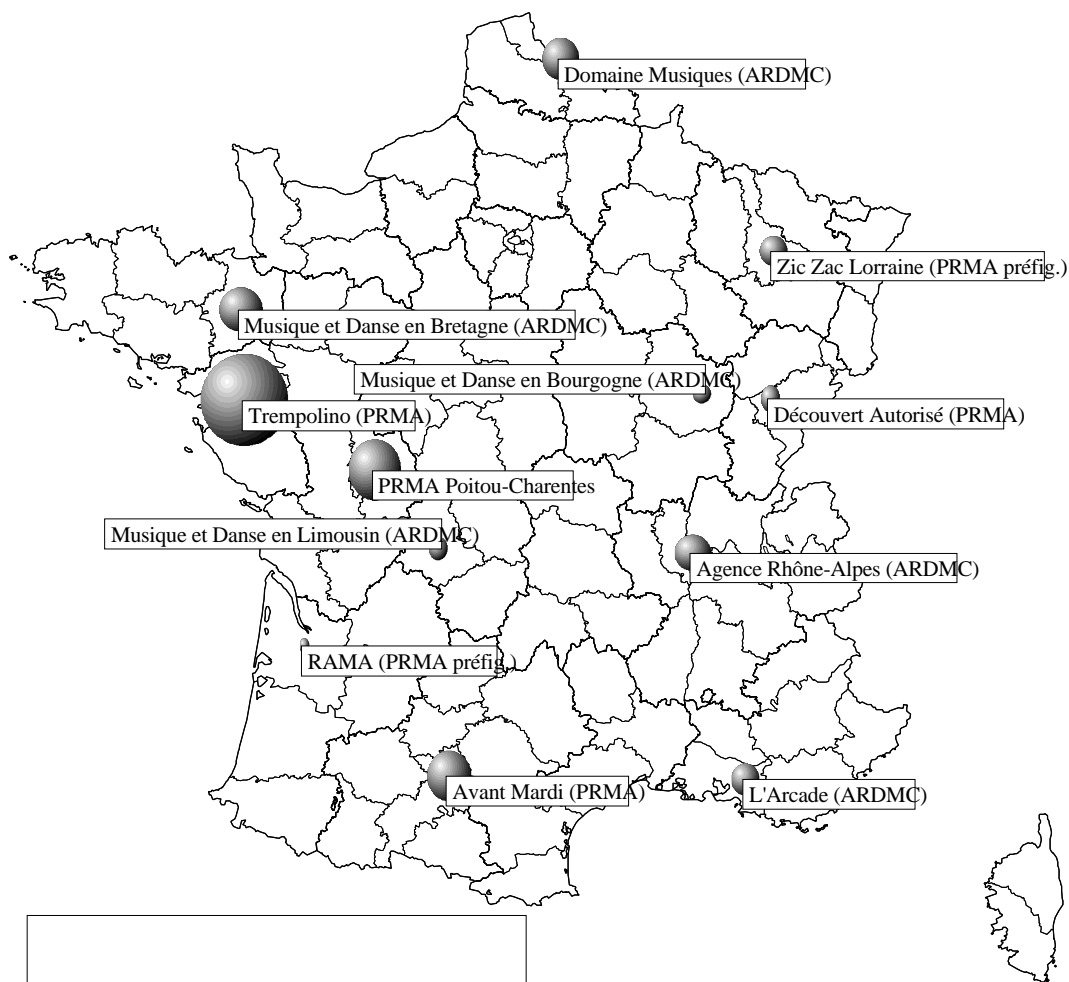 Domaine Musiques (ARDMC)
Zic Zac Lorraine (PRMA préfig.)
Musique et Danse en Bretagne (ARDMC)
Musique et Danse en Bourgogne (ARDMC)
Trempolino (PRMA)
Découvert Autorisé (PRMA)
PRMA Poitou-Charentes
Musique et Danse en Limousin (ARDMC)
Agence Rhône-Alpes (ARDMC)
RAMA (PRMA préfig.)
Avant Mardi (PRMA)
L'Arcade (ARDMC)